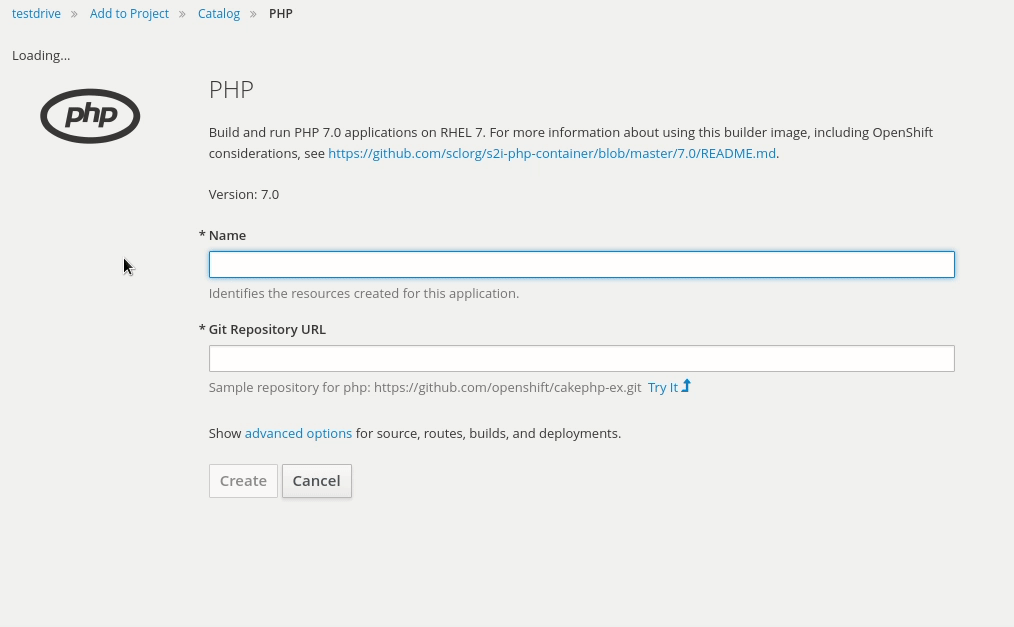 testdrive » Add to Project » Catalog » PHP
Loading...
php
PHP
Build and run PHP 7.0 applications on RHEL 7. For more information about using this builder image, including OpenShift
considerations, see https://github.com/sclorg/s2i-php-container/blob/master/7.0/README.md.
Version: 7.0
* Name
Identifies the resources created for this application.
* Git Repository URL
Sample repository for php: https://github.com/openshift/cakephp-ex.git Try It
Show advanced options for source, routes, builds, and deployments.
Create Cancel